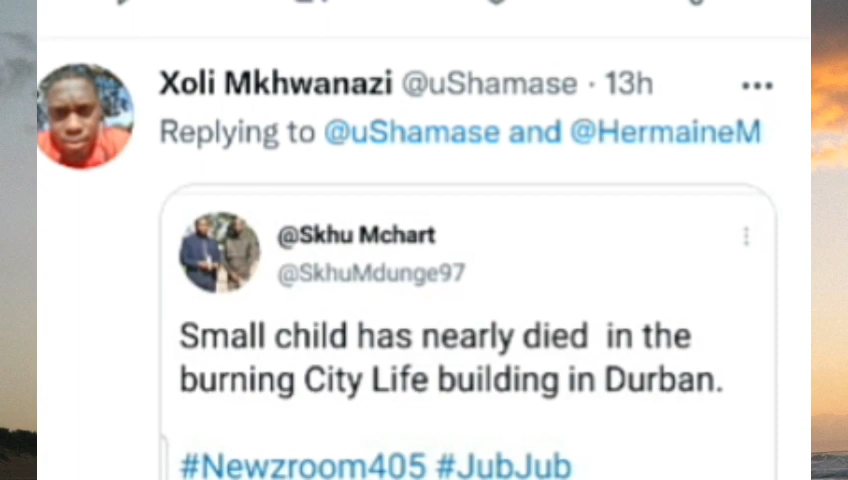 Xoli Mkhwanazi @uShamase · 13h
Replying to @uShamase and @HermaineM
@Skhu Mchart
@SkhuMdunge97
Small child has nearly died in the
burning City Life building in Durban.
#Newzroom405 #JubJub